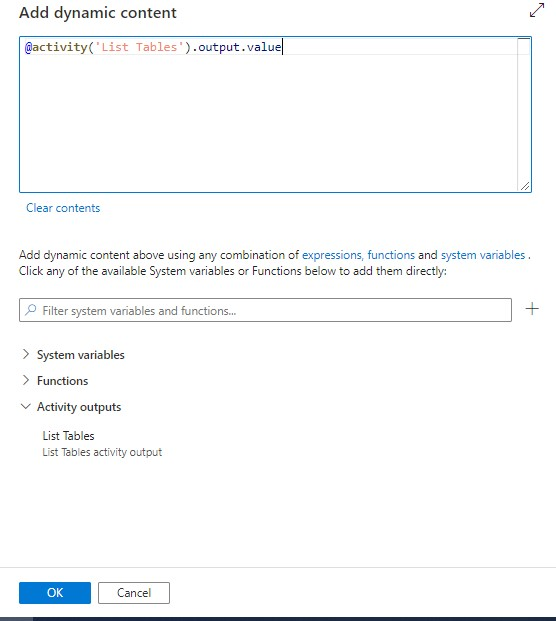 Add dynamic content
@activity('List Tables').output.value
Clear contents
Add dynamic content above using any combination of expressions, functions and system variables .
Click any of the available System variables or Functions below to add them directly:
Filter system variables and functions...
System variables
Functions
Activity outputs
List Tables
List Tables activity output
OK
Cancel